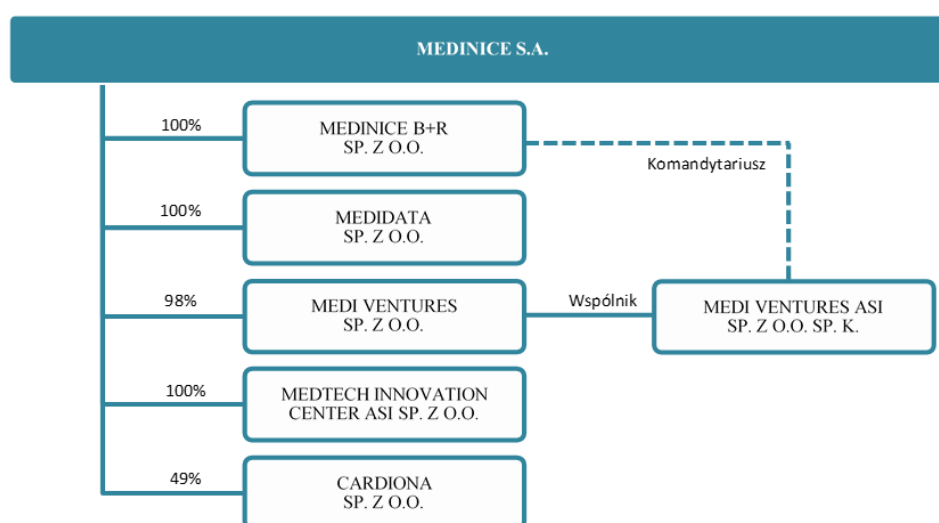 MEDINICE S.A.
100%
MEDINICE B+R
SP. Z O.O.
Komandytariusz
100%
MEDIDATA
SP. Z O.O.
98%
MEDI VENTURES
SP. Z O.O.
Wspólnik
MEDI VENTURES ASI
SP. Z O.O. SP. K.
100%
MEDTECH INNOVATION
CENTER ASI SP. Z O.O.
49%
CARDIONA
SP. Z O.O.